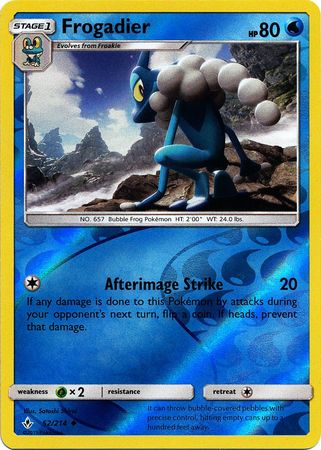 STAGE 1
Frogadier
HP 80
Evolves from Froakie
NO. 657 Bubble Frog Pokémon HT: 2'00" WT: 24.0 lbs.
Afterimage Strike 20
If any damage is done to this Pokémon by attacks during
your opponent's next turn, flip a coin. If heads, prevent
that damage.
weakness × 2 resistance retreat
Illus. Satoshi Shirai
52/214
It can throw bubble-covered pebbles with
precise control, hitting empty cans up to a
hundred feet away.